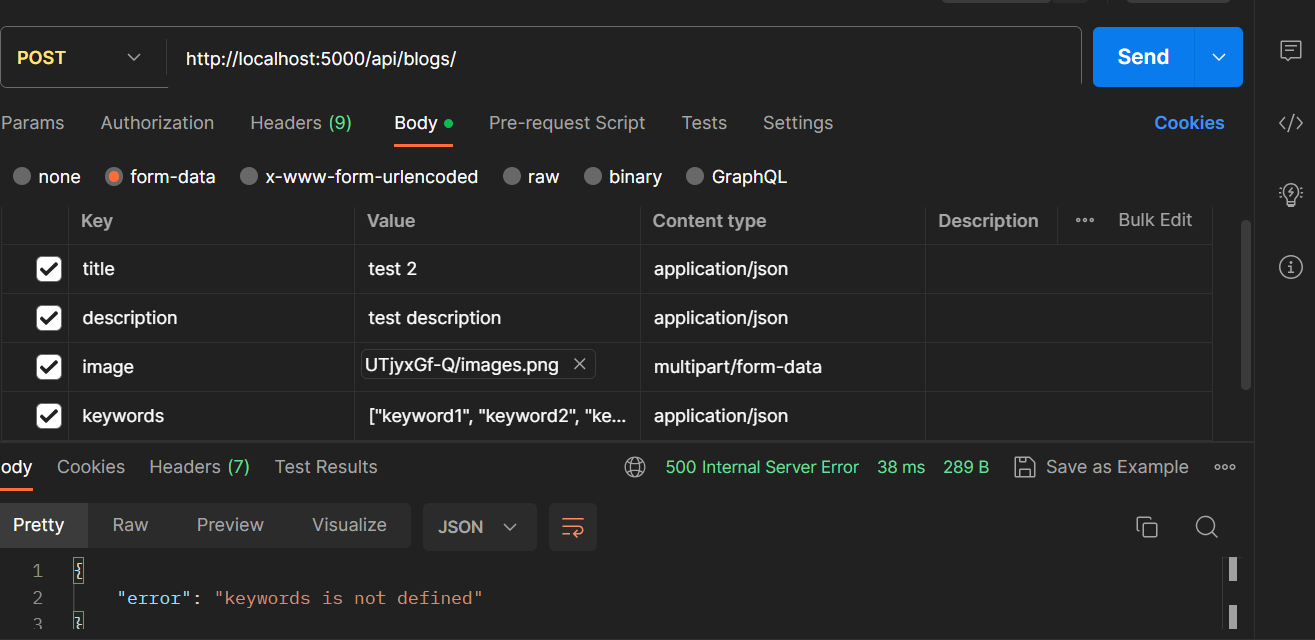 POST http://localhost:5000/api/blogs/ Send
Params Authorization Headers (9) Body Pre-request Script Tests Settings Cookies
none form-data x-www-form-urlencoded raw binary GraphQL
Key Value Content type Description Bulk Edit
title test 2 application/json
description test description application/json
image UTjyxGf-Q/images.png multipart/form-data
keywords ["keyword1", "keyword2", "ke... application/json
ody Cookies Headers (7) Test Results 500 Internal Server Error 38 ms 289 B Save as Example
Pretty Raw Preview Visualize JSON
1 {
2 "error": "keywords is not defined"
3 }